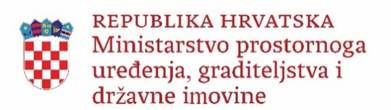 REPUBLIKA HRVATSKA
Ministarstvo prostornoga
uređenja, graditeljstva i
državne imovine